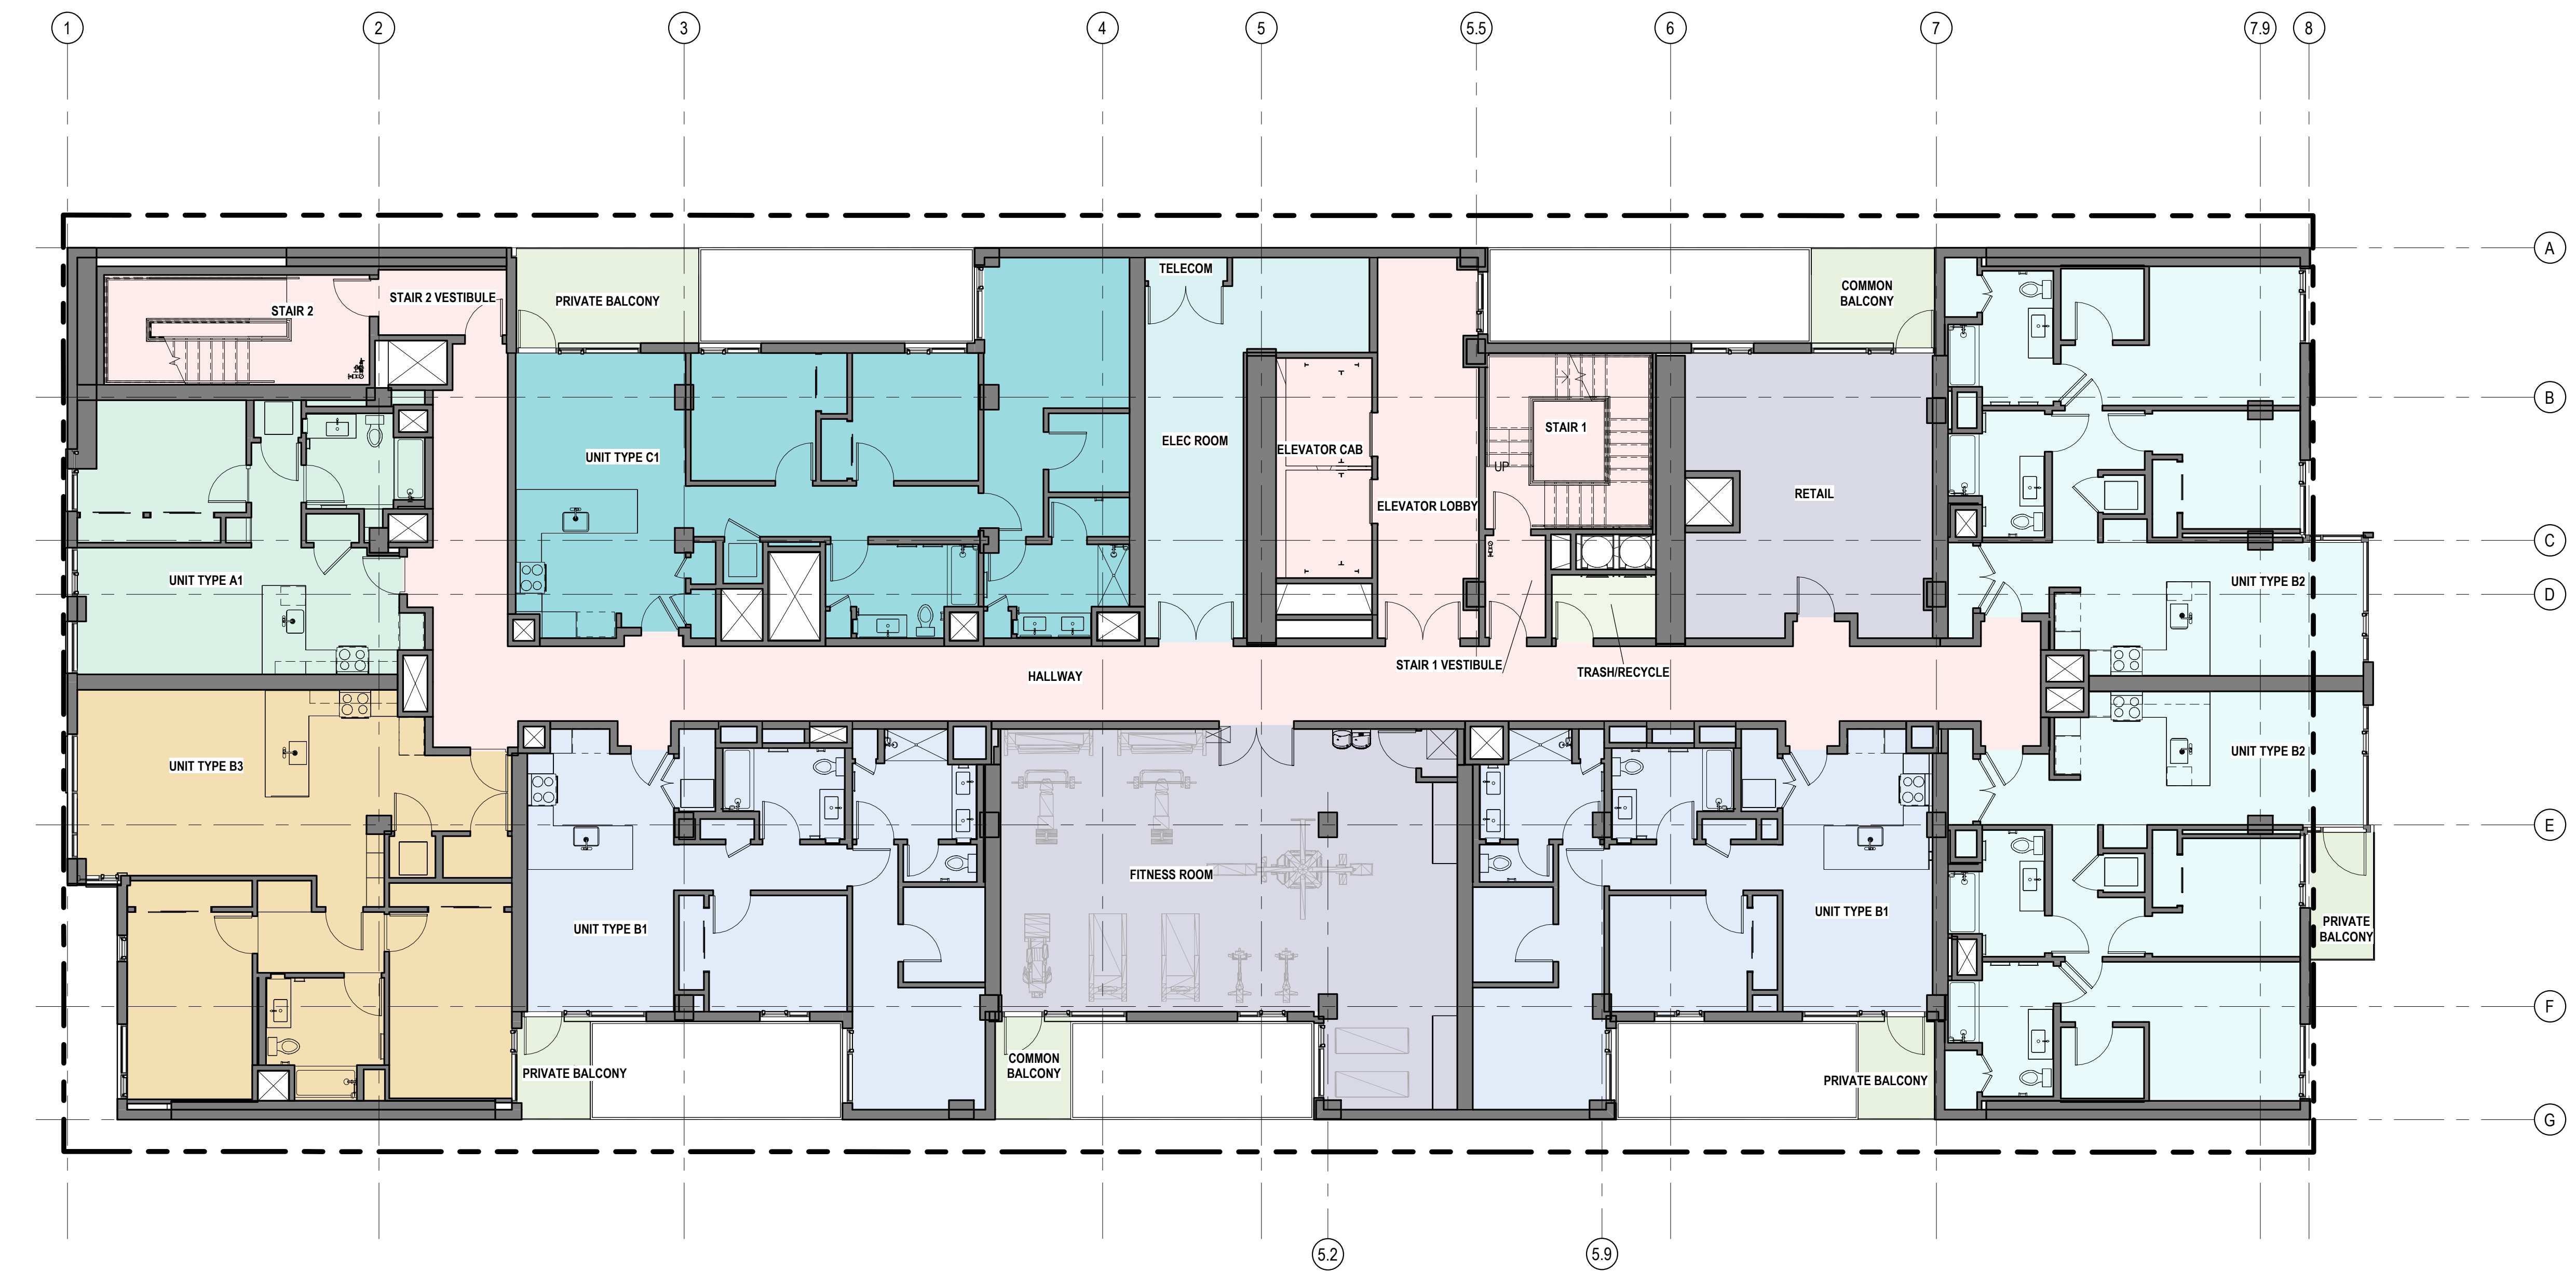 1
2
3
4
5
5.5
6
7
7.9
8
A
TELECOM
STAIR 2
STAIR 2 VESTIBULE
PRIVATE BALCONY
COMMON
BALCONY
B
UNIT TYPE C1
ELEC ROOM
ELEVATOR CAB
STAIR 1
UP
RETAIL
ELEVATOR LOBBY
C
UNIT TYPE A1
UNIT TYPE B2
D
HALLWAY
STAIR 1 VESTIBULE
TRASH/RECYCLE
UNIT TYPE B3
UNIT TYPE B2
E
FITNESS ROOM
UNIT TYPE B1
UNIT TYPE B1
PRIVATE
BALCONY
F
PRIVATE BALCONY
COMMON
BALCONY
PRIVATE BALCONY
G
5.2
5.9